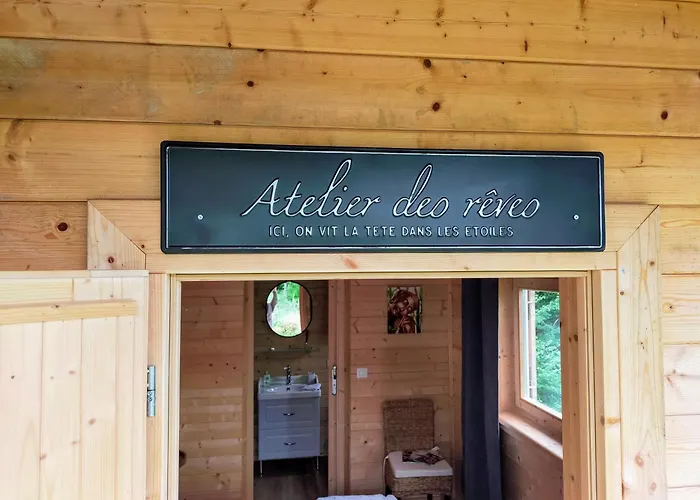 Atelier des rêves
ICI, ON VIT LA TETE DANS LES ETOILES